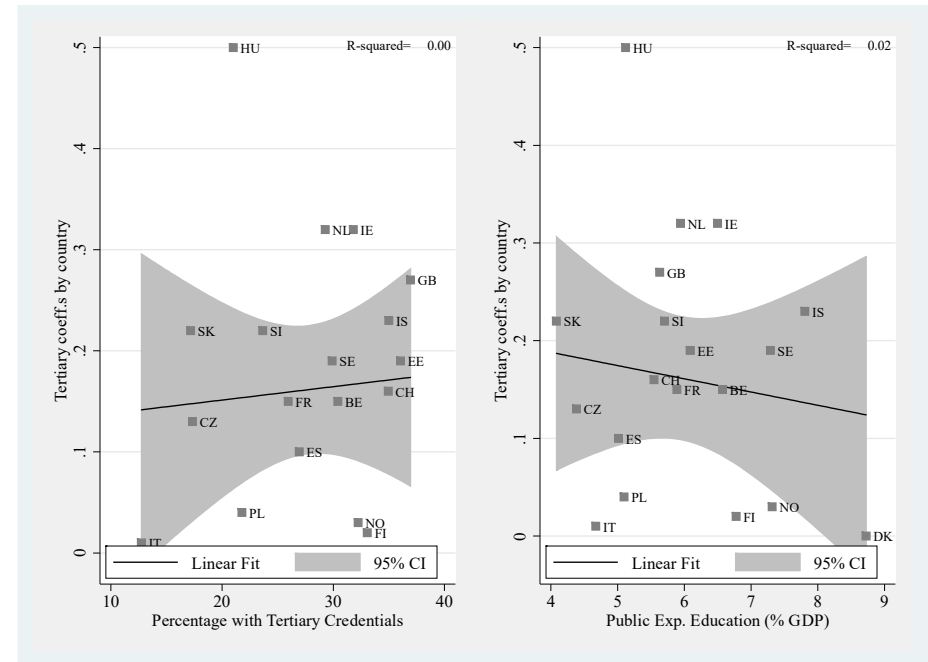 R-squared= 0.00
.5
.4
.3
.2
.1
0
Tertiary coeff.s by country
HU
NL
IE
GB
IS
SK
SI
SE
EE
CH
FR
BE
CZ
ES
PL
NO
FI
IT
Linear Fit
95% CI
10 20 30 40
Percentage with Tertiary Credentials
R-squared= 0.02
.5
.4
.3
.2
.1
0
Tertiary coeff.s by country
HU
NL
IE
GB
IS
SK
SI
EE
SE
CH
FR
BE
CZ
ES
PL
NO
FI
IT
DK
Linear Fit
95% CI
4 5 6 7 8 9
Public Exp. Education (% GDP)